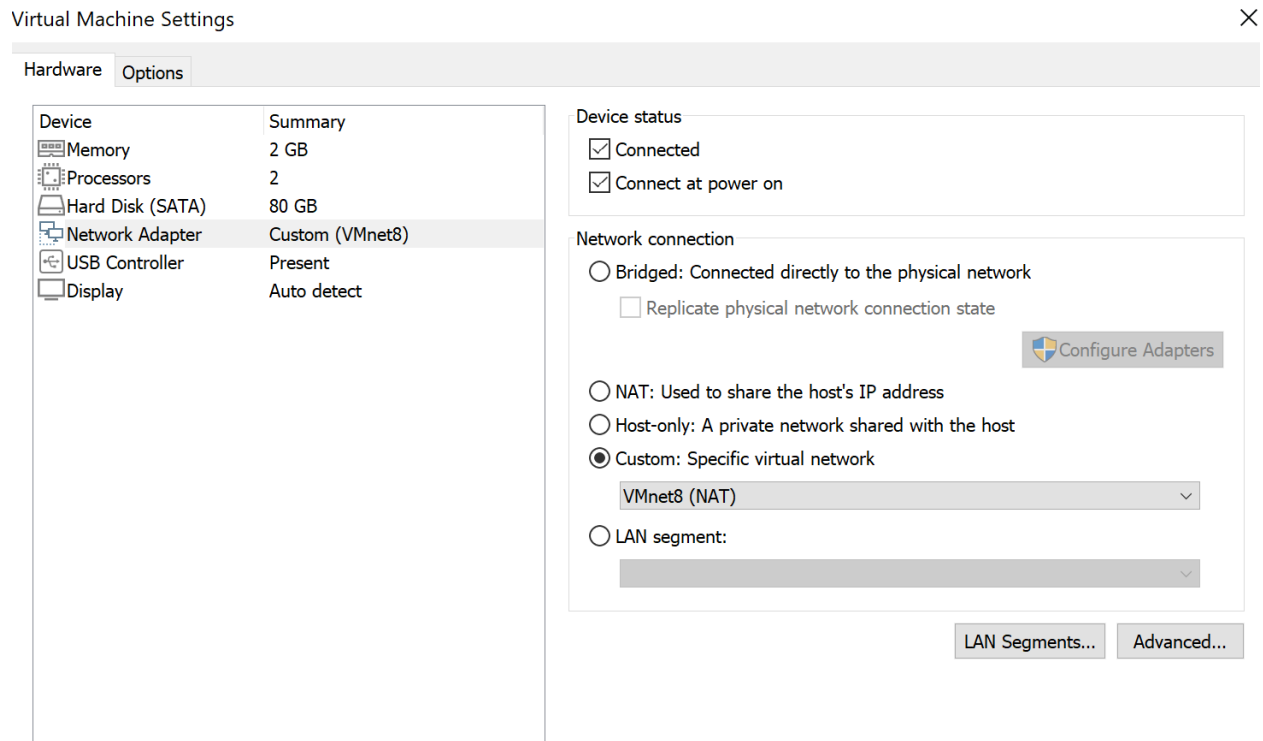 Virtual Machine Settings
Hardware
Options
Device Summary
Memory 2 GB
Processors 2
Hard Disk (SATA) 80 GB
Network Adapter Custom (VMnet8)
USB Controller Present
Display Auto detect
Device status
Connected
Connect at power on
Network connection
Bridged: Connected directly to the physical network
Replicate physical network connection state
Configure Adapters
NAT: Used to share the host's IP address
Host-only: A private network shared with the host
Custom: Specific virtual network
VMnet8 (NAT)
LAN segment:
LAN Segments... Advanced...